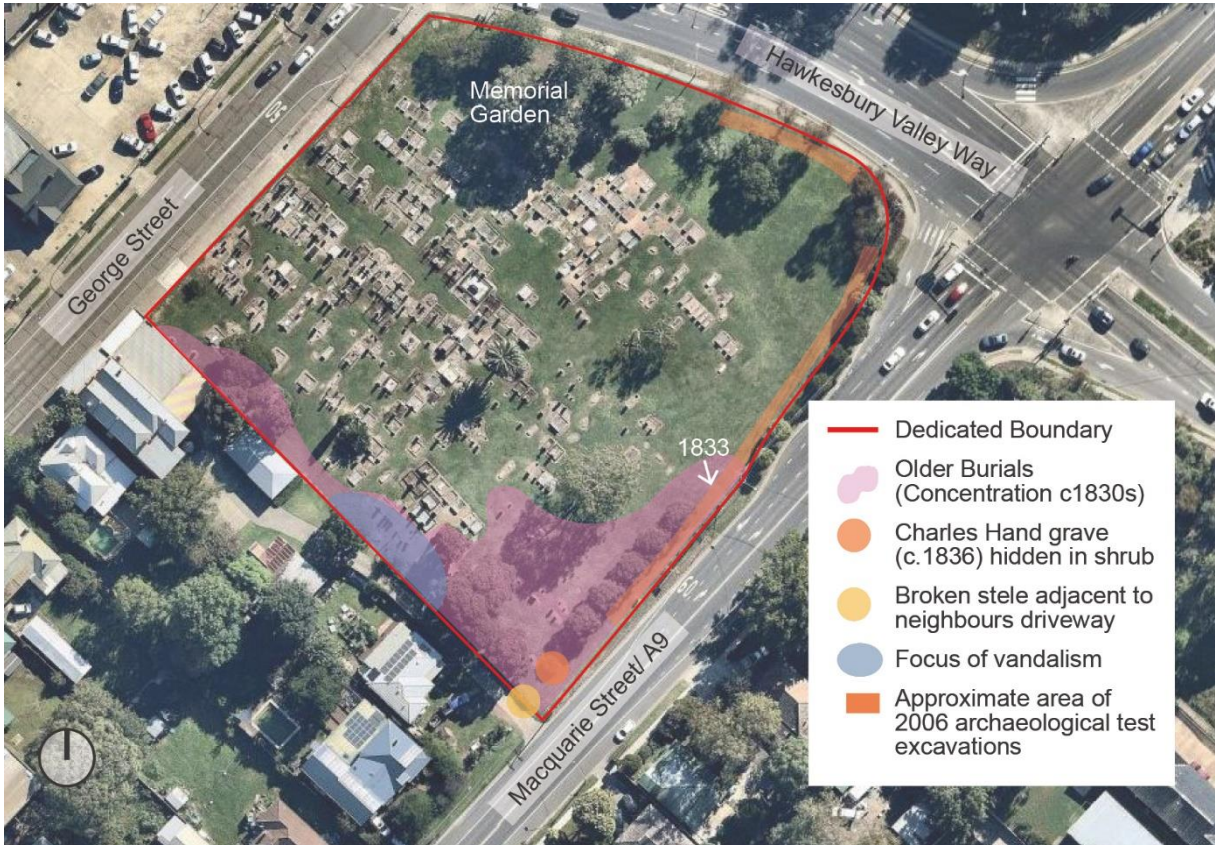 Hawkesbury Valley Way
Memorial
Garden
50
George Street
1833
Dedicated Boundary
Older Burials
(Concentration c1830s)
Charles Hand grave
(c.1836) hidden in shrub
Broken stele adjacent to
neighbours driveway
Focus of vandalism
Approximate area of
2006 archaeological test
excavations
60
Macquarie Street/ A9